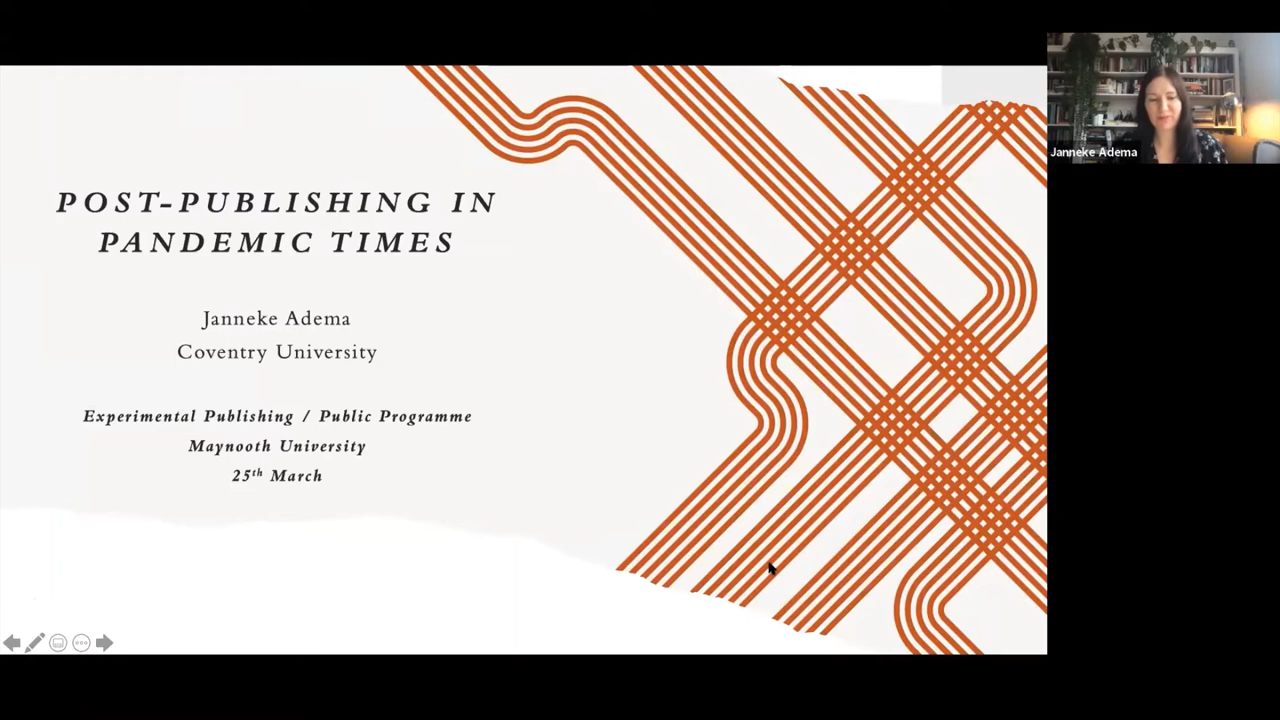 POST-PUBLISHING IN
PANDEMIC TIMES
Janneke Adema
Coventry University
Experimental Publishing / Public Programme
Maynooth University
25th March
Janneke Adema